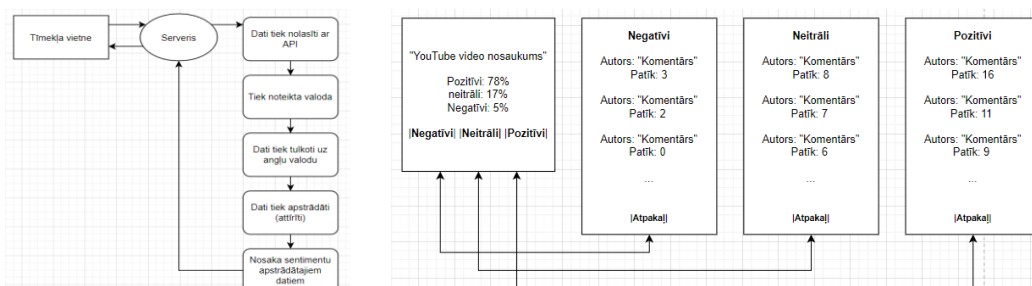 Tīmekļa vietne
Serveris
Dati tiek nolasīti ar
API
Tiek noteikta valoda
Dati tiek tulkoti uz
angļu valodu
Dati tiek apstrādāti
(attīrīti)
Nosaka sentimentu
apstrādātajiem
datiem
"YouTube video nosaukums"
Pozitīvi: 78%
neitrāli: 17%
Negatīvi: 5%
|Negatīvi| |Neitrāli| |Pozitīvi|
Negatīvi
Autors: "Komentārs"
Patīk: 3
Autors: "Komentārs"
Patīk: 2
Autors: "Komentārs"
Patīk: 0
...
|Atpakaļ|
Neitrāli
Autors: "Komentārs"
Patīk: 8
Autors: "Komentārs"
Patīk: 7
Autors: "Komentārs"
Patīk: 6
...
|Atpakaļ|
Pozitīvi
Autors: "Komentārs"
Patīk: 16
Autors: "Komentārs"
Patīk: 11
Autors: "Komentārs"
Patīk: 9
...
|Atpakaļ|